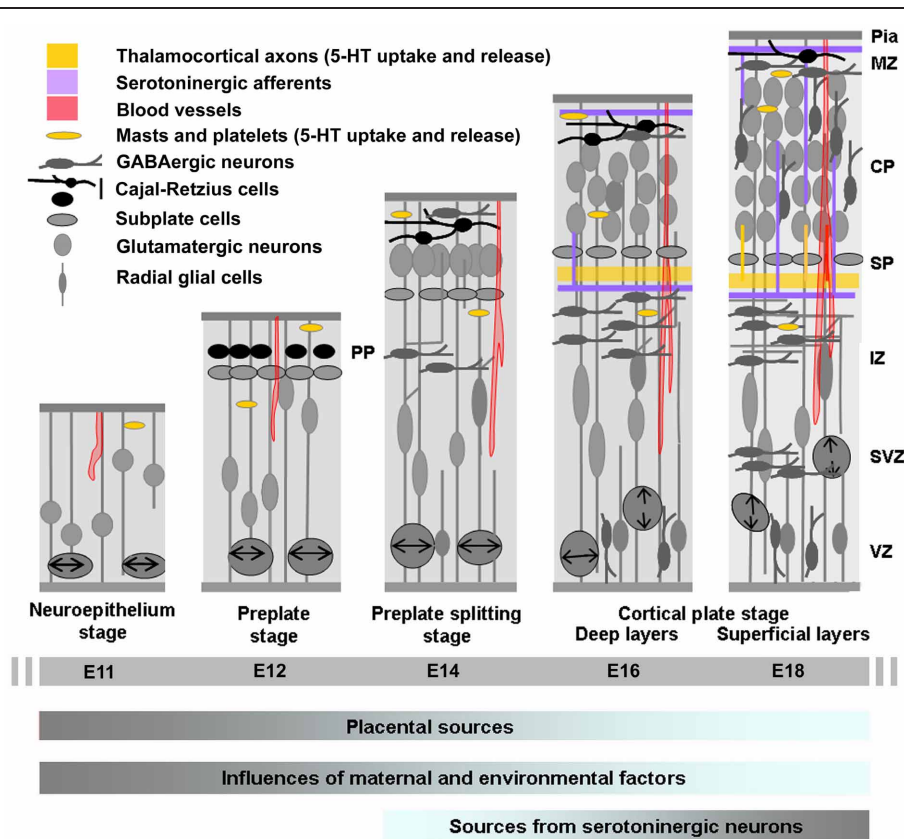 Thalamocortical axons (5-HT uptake and release)
Serotoninergic afferents
Blood vessels
Masts and platelets (5-HT uptake and release)
GABAergic neurons
Cajal-Retzius cells
Subplate cells
Glutamatergic neurons
Radial glial cells
Pia
MZ
CP
SP
IZ
SVZ
VZ
PP
Neuroepithelium
stage
Preplate
stage
Preplate splitting
stage
Cortical plate stage
Deep layers
Superficial layers
E11
E12
E14
E16
E18
Placental sources
Influences of maternal and environmental factors
Sources from serotoninergic neurons